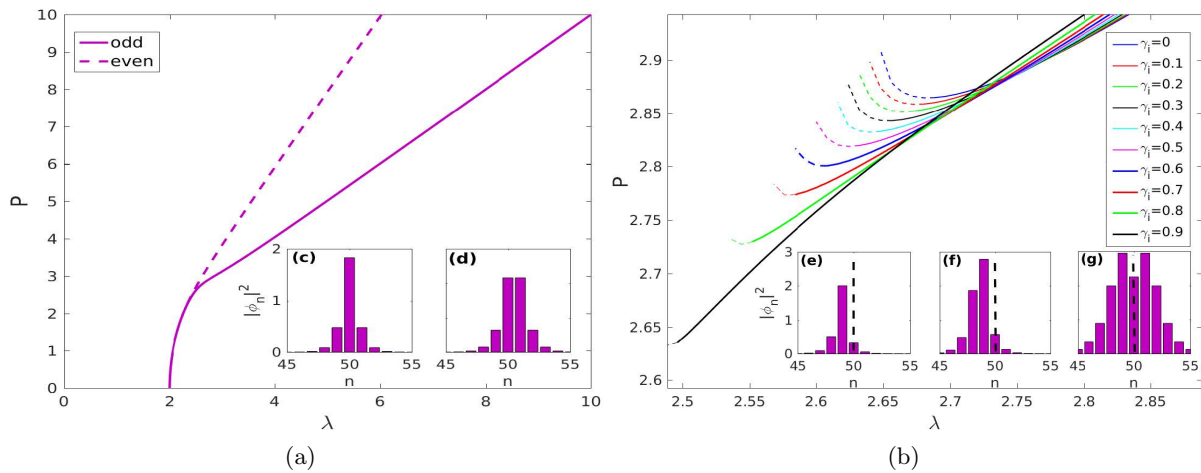 10
9
8
7
6
5
4
3
2
1
0
P
odd
even
(c)
(d)
2
1
0
|ϕn|²
45 50 55
n
45 50 55
n
0 2 4 6 8 10
λ
(a)
2.9
2.85
2.8
2.75
2.7
2.65
2.6
P
γi=0
γi=0.1
γi=0.2
γi=0.3
γi=0.4
γi=0.5
γi=0.6
γi=0.7
γi=0.8
γi=0.9
(e)
(f)
(g)
3
2
1
0
|ϕn|²
45 50 55
n
45 50 55
n
45 50 55
n
2.5 2.55 2.6 2.65 2.7 2.75 2.8 2.85
λ
(b)